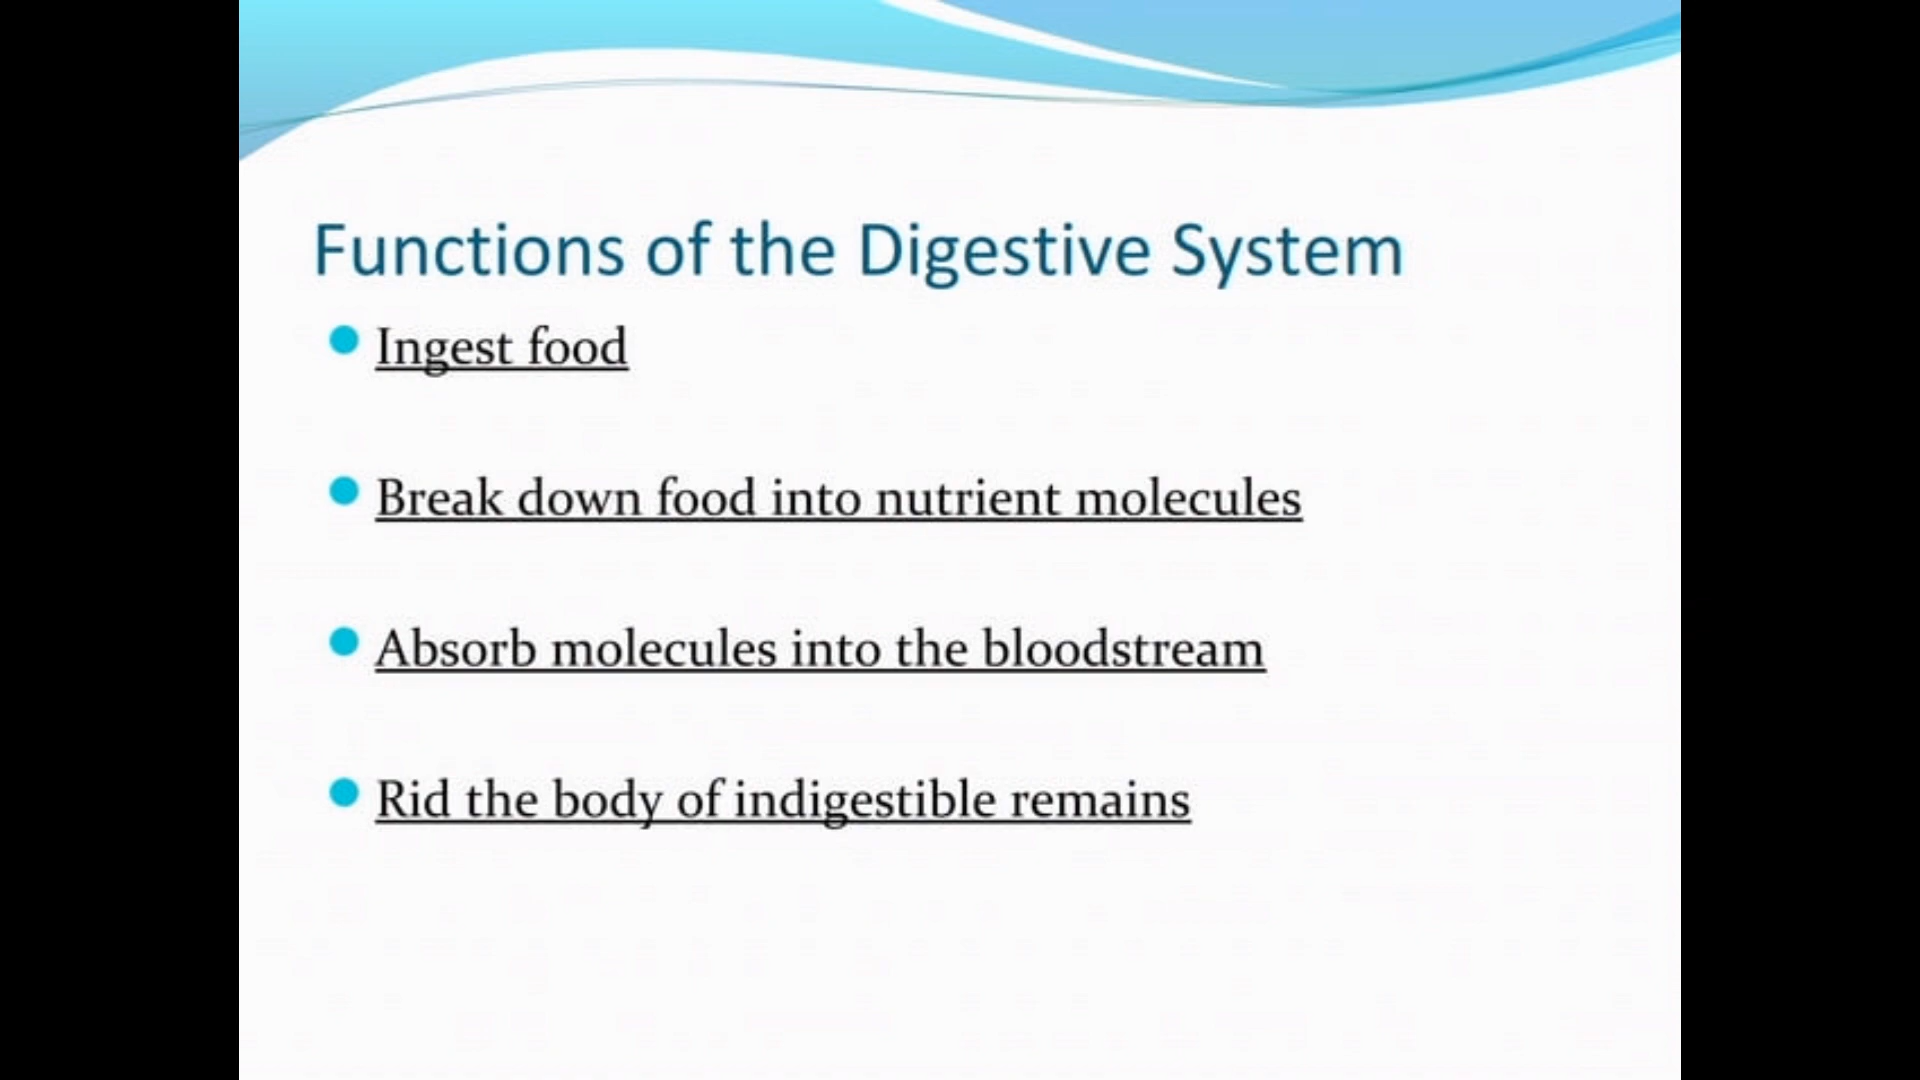 Functions of the Digestive System
Ingest food
Break down food into nutrient molecules
Absorb molecules into the bloodstream
Rid the body of indigestible remains